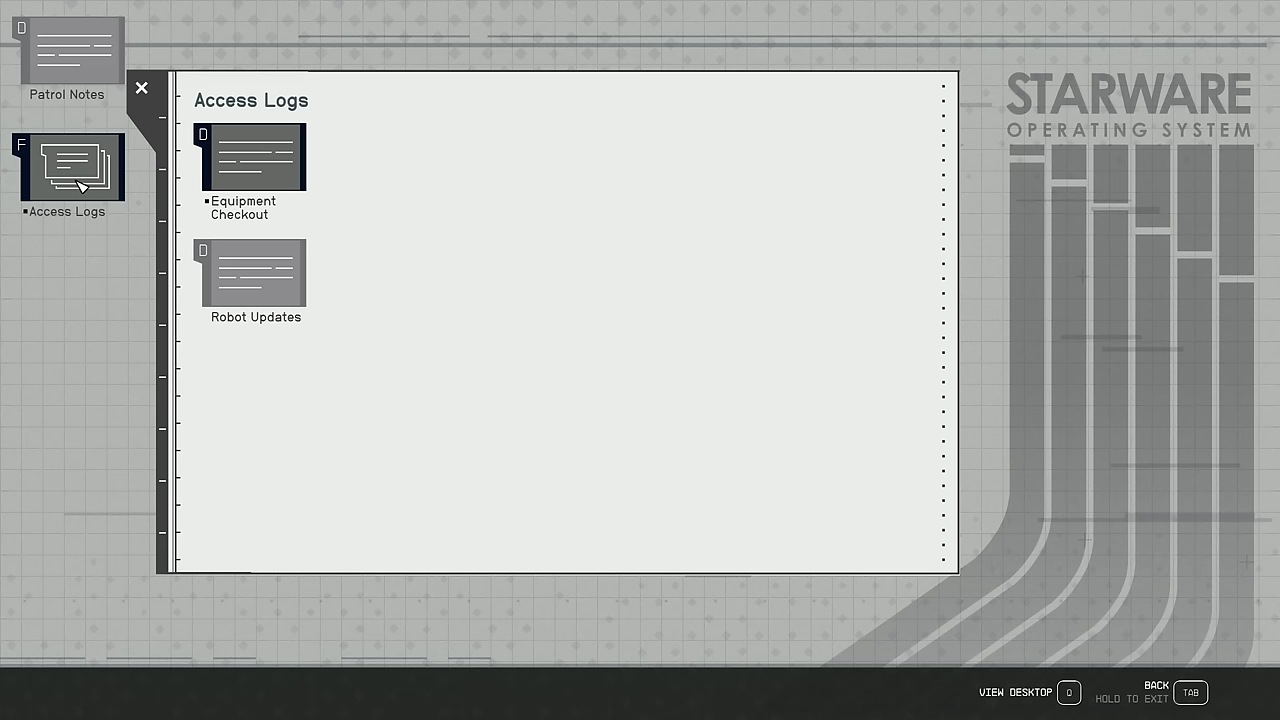 D
Patrol Notes
F
Access Logs
Access Logs
D
Equipment
Checkout
D
Robot Updates
STARWARE
OPERATING SYSTEM
VIEW DESKTOP Q
BACK
HOLD TO EXIT TAB